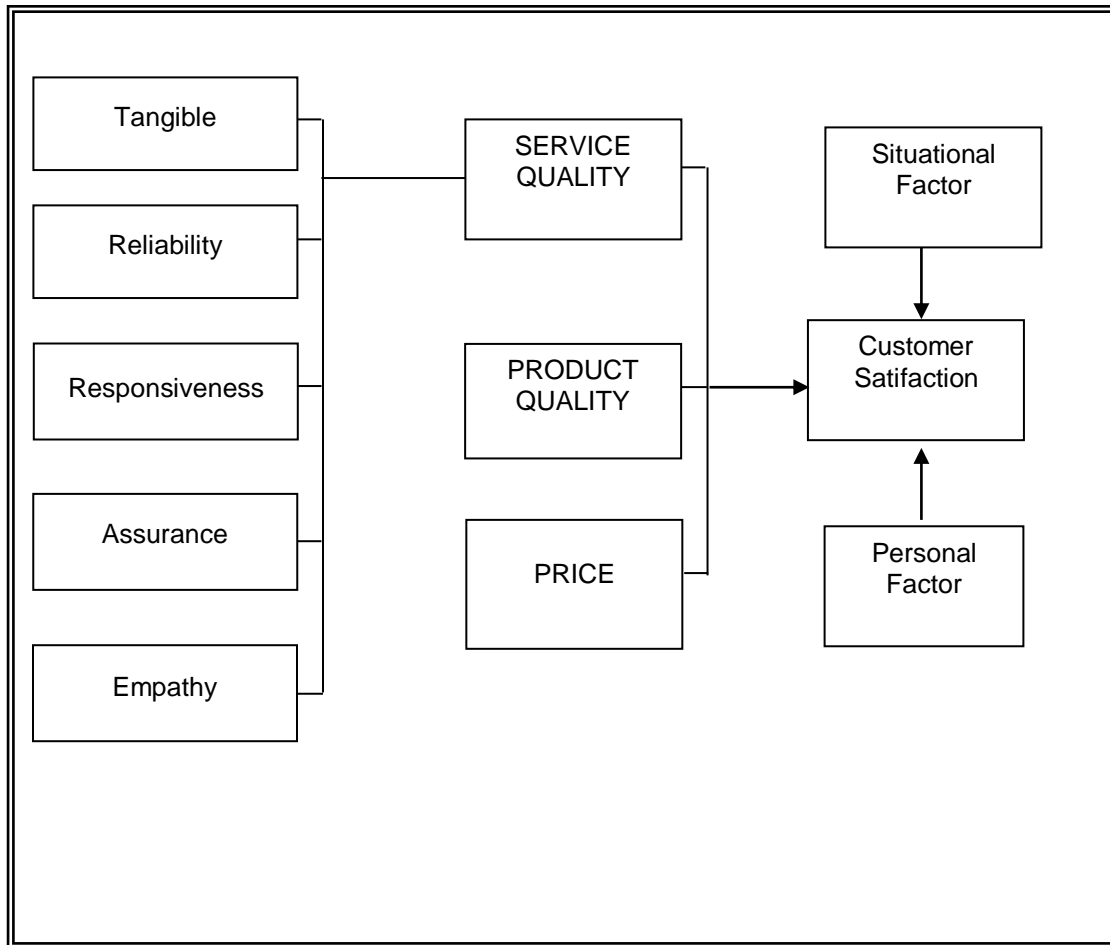 Tangible
Reliability
Responsiveness
Assurance
Empathy
SERVICE
QUALITY
PRODUCT
QUALITY
PRICE
Situational
Factor
Customer
Satifaction
Personal
Factor